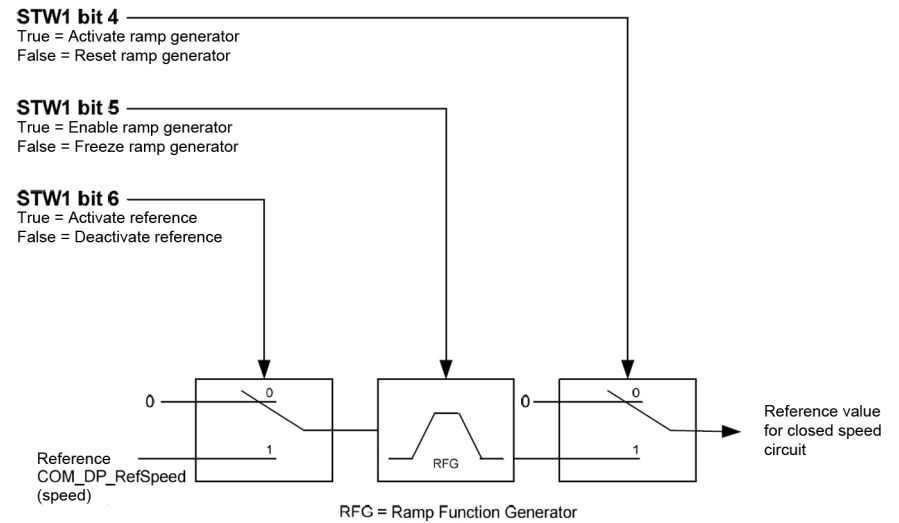 STW1 bit 4
True = Activate ramp generator
False = Reset ramp generator
STW1 bit 5
True = Enable ramp generator
False = Freeze ramp generator
STW1 bit 6
True = Activate reference
False = Deactivate reference
0
0
1
Reference
COM_DP_RefSpeed
(speed)
RFG
0
0
1
Reference value
for closed speed
circuit
RFG = Ramp Function Generator